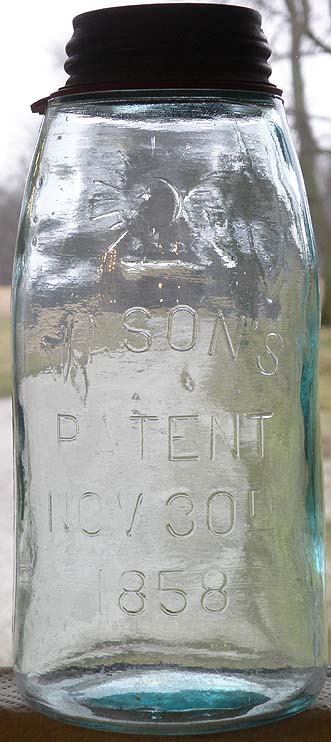 MASON'S
PATENT
NOV 30TH
1858